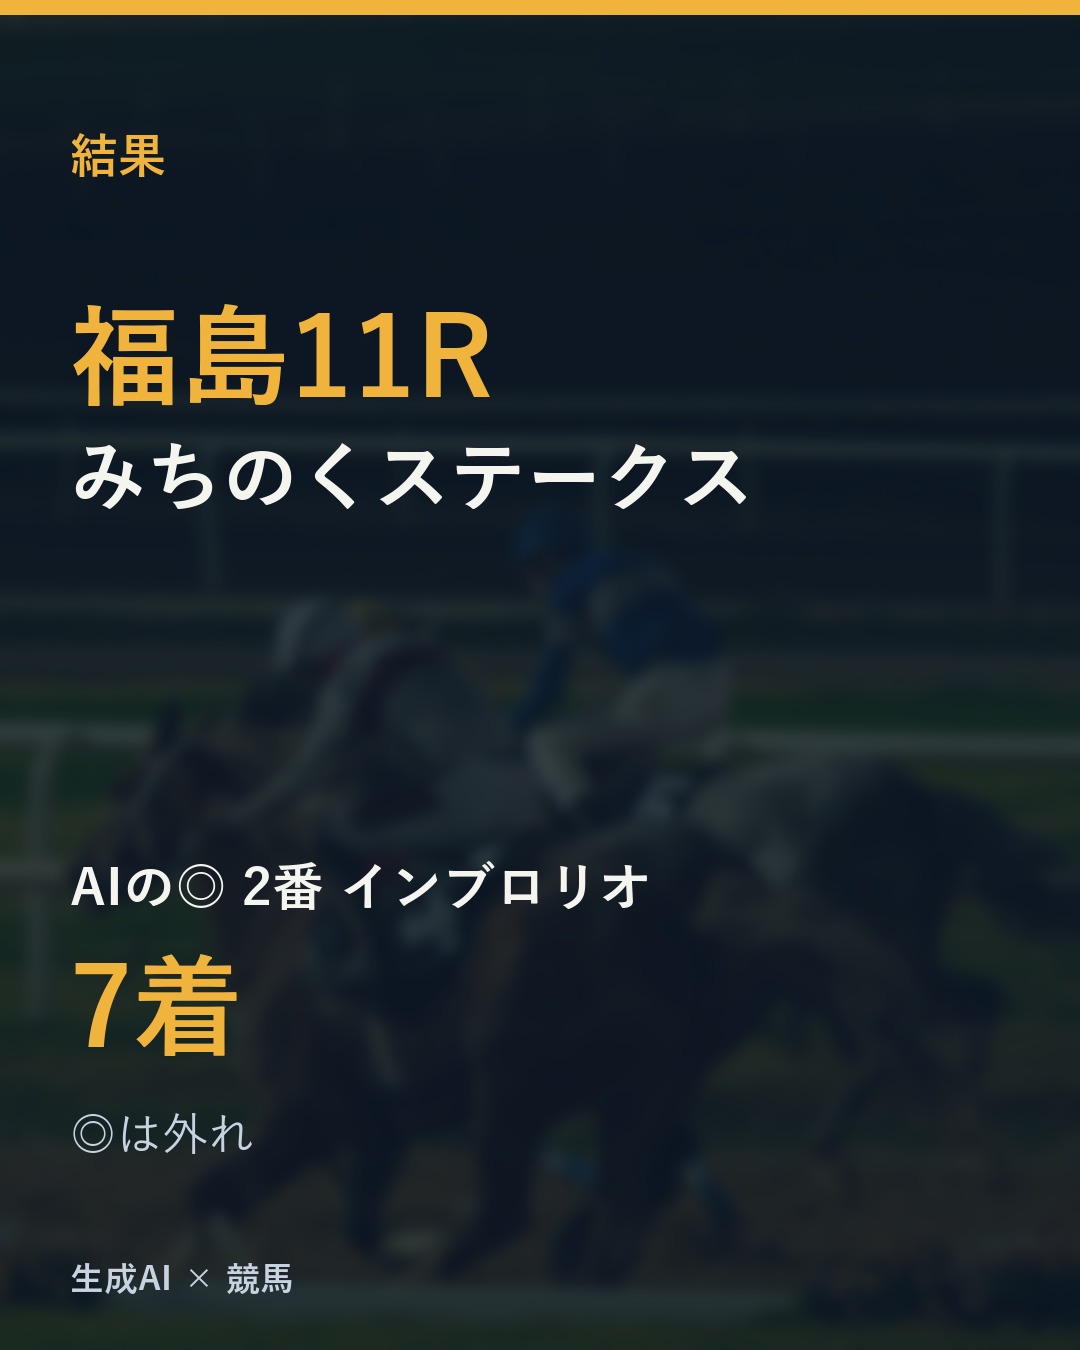 結果
福島11R
みちのくステークス
AIの◎ 2番 インブロリオ
7着
◎は外れ
生成AI × 競馬